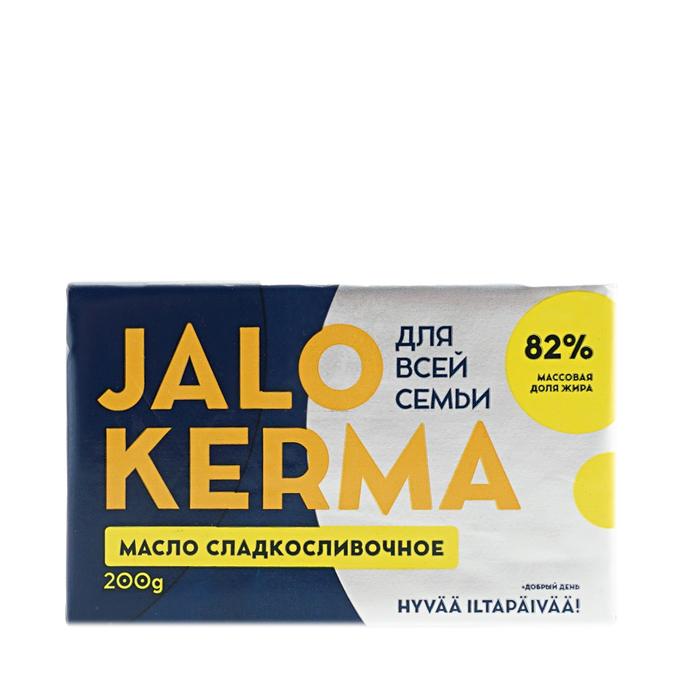 JALO
KERMA
ДЛЯ
ВСЕЙ
СЕМЬИ
82%
МАССОВАЯ
ДОЛЯ ЖИРА
МАСЛО СЛАДКОСЛИВОЧНОЕ
200g
*ДОБРЫЙ ДЕНЬ
HYVÄÄ ILTAPÄIVÄÄ!